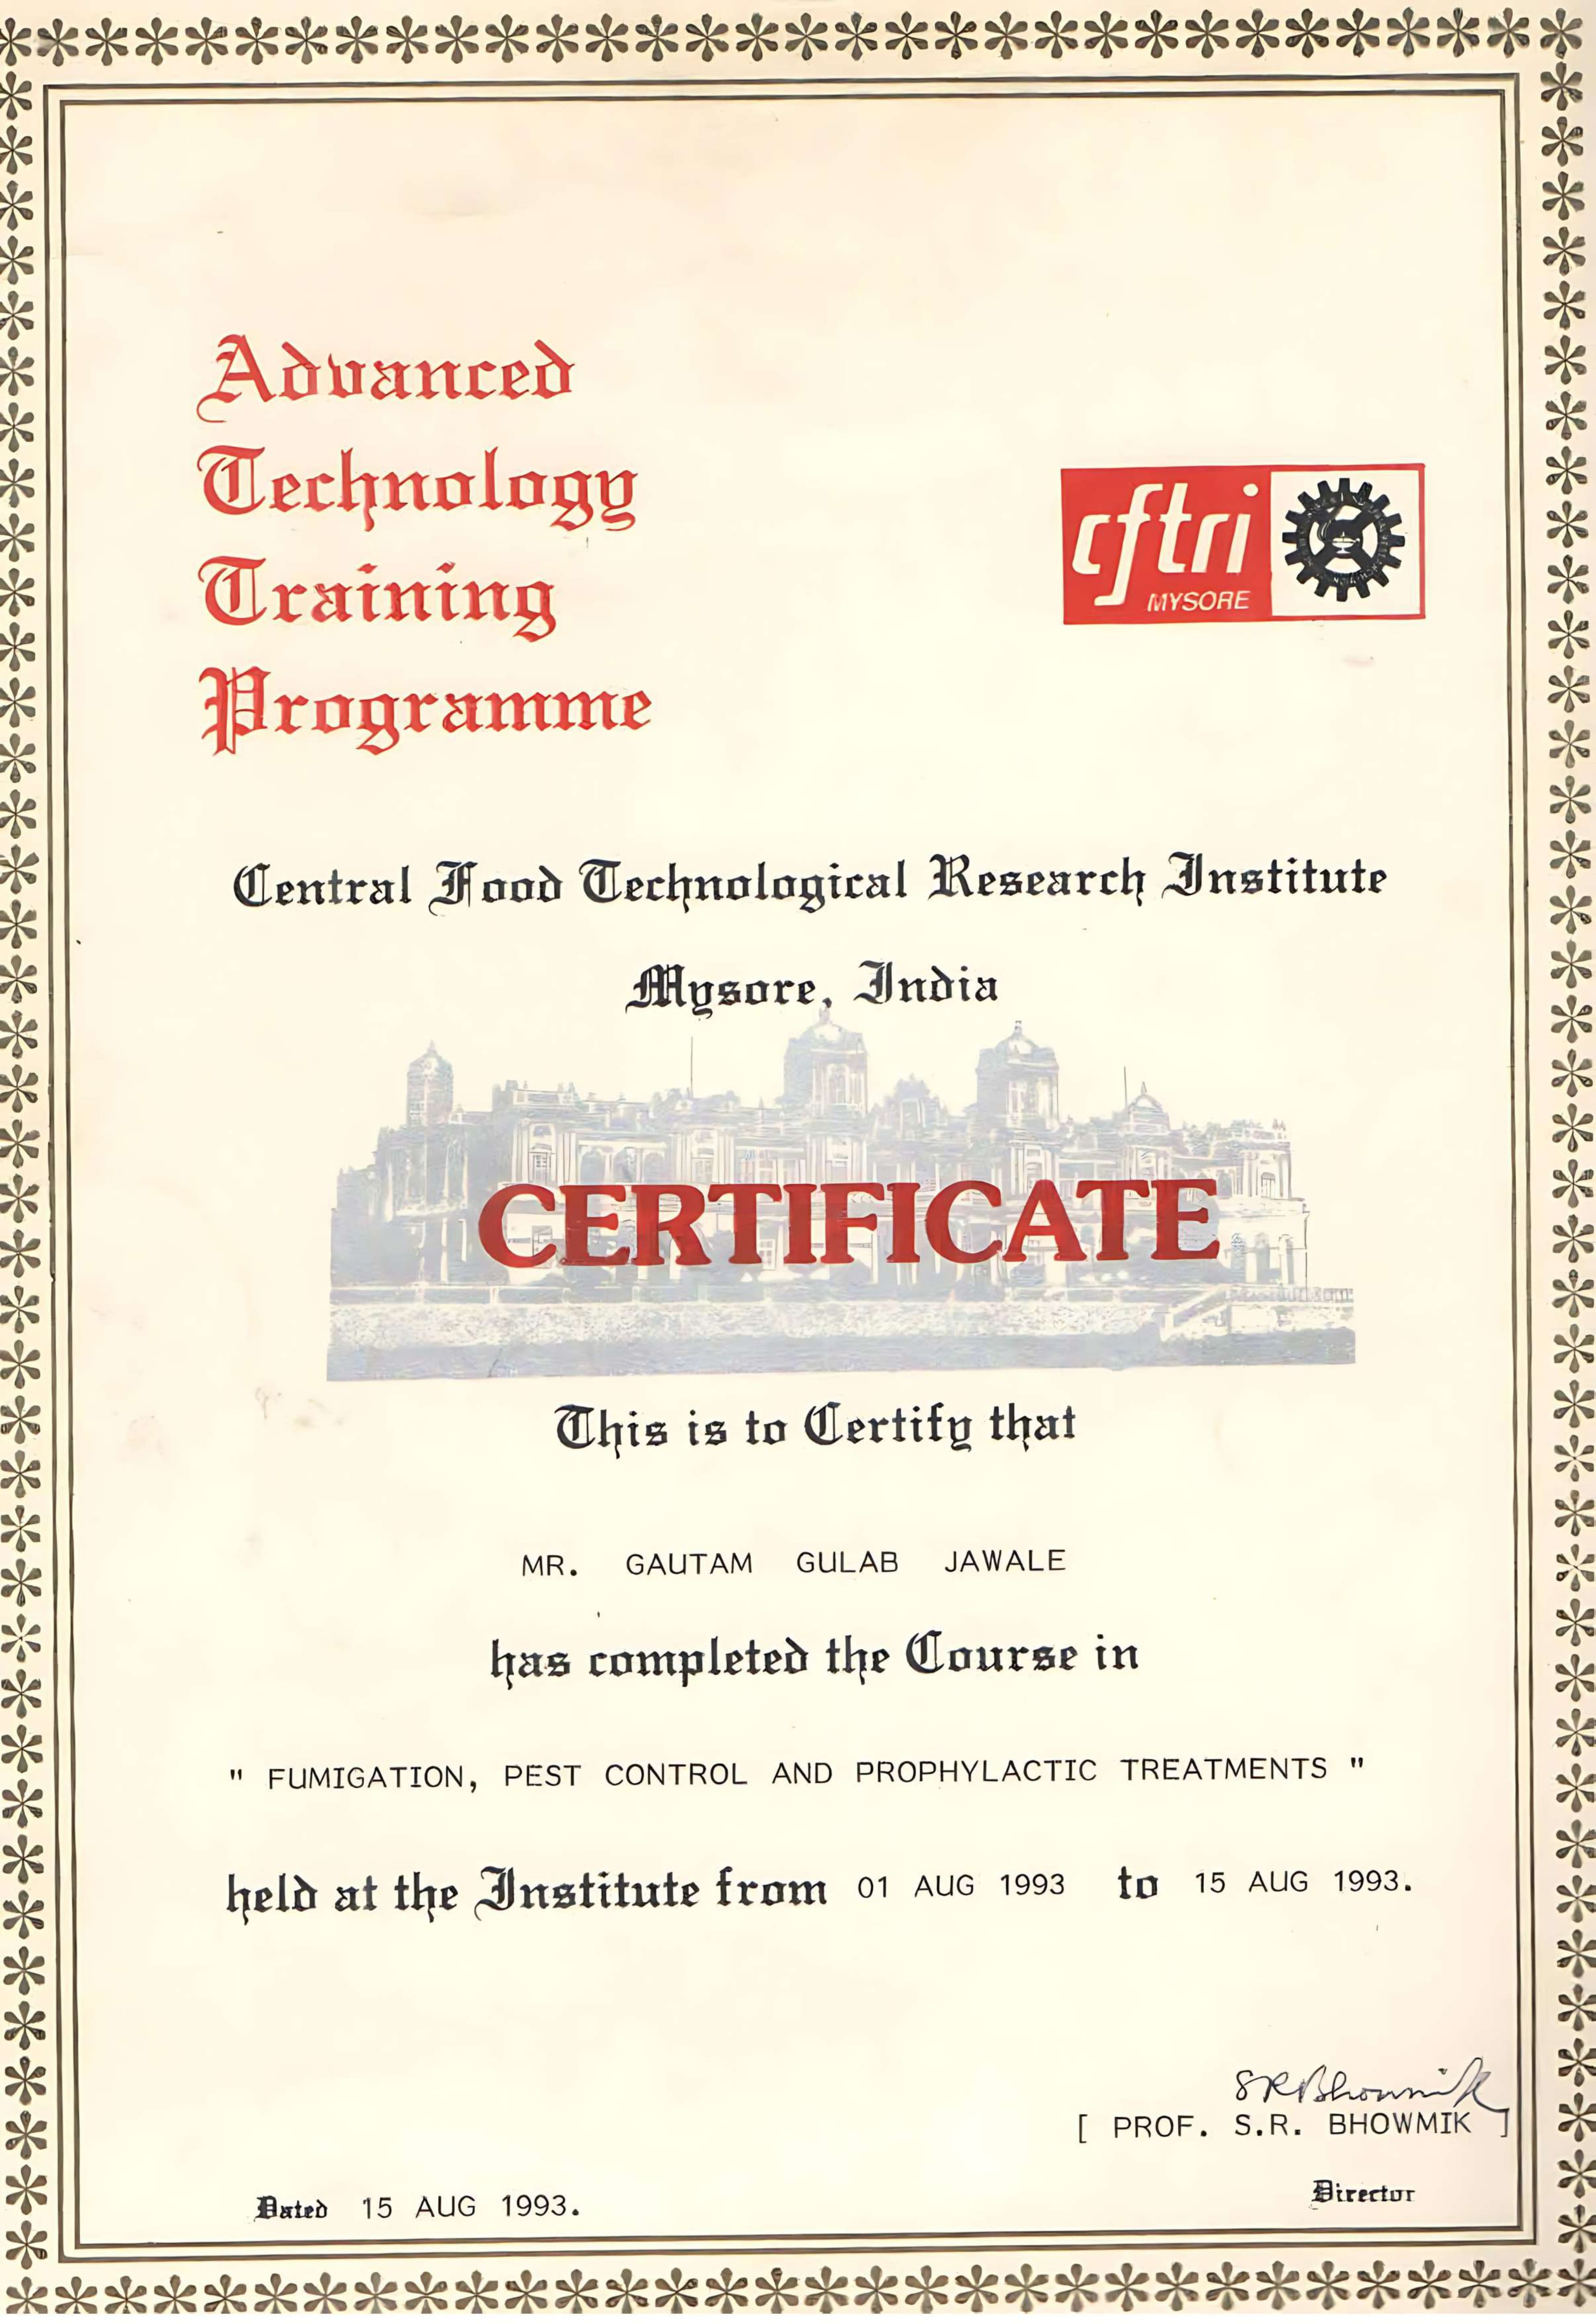 Advanced
Technology
Training
Programme
cftri
MYSORE
Central Food Technological Research Institute
Mysore, India
CERTIFICATE
This is to Certify that
MR. GAUTAM GULAB JAWALE
has completed the Course in
" FUMIGATION, PEST CONTROL AND PROPHYLACTIC TREATMENTS "
held at the Institute from 01 AUG 1993 to 15 AUG 1993.
SRBhowmik
[ PROF. S.R. BHOWMIK ]
Director
Dated 15 AUG 1993.